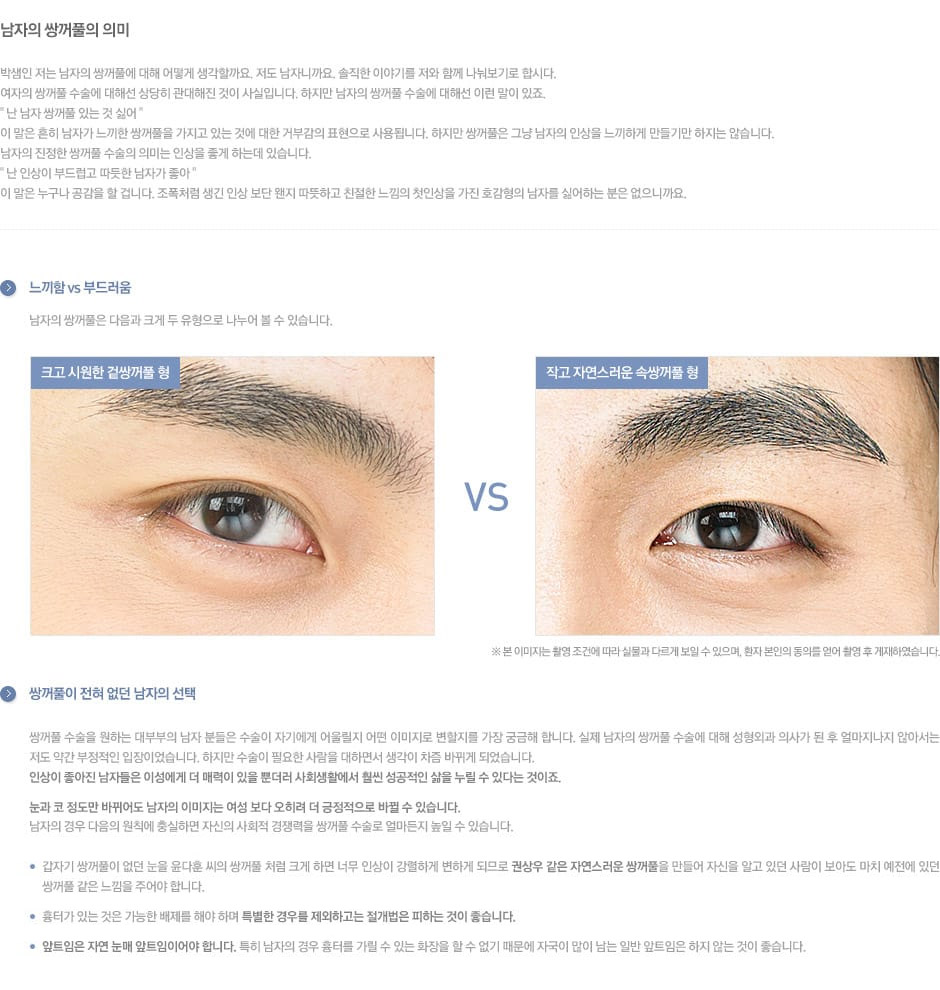 남자의 쌍꺼풀의 의미
박샘인 저는 남자의 쌍꺼풀에 대해 어떻게 생각할까요. 저도 남자니까요. 솔직한 이야기를 저와 함께 나눠보기로 합시다.
여자의 쌍꺼풀 수술에 대해선 상당히 관대해진 것이 사실입니다. 하지만 남자의 쌍꺼풀 수술에 대해선 이런 말이 있죠.
" 난 남자 쌍꺼풀 있는 것 싫어 "
이 말은 흔히 남자가 느끼한 쌍꺼풀을 가지고 있는 것에 대한 거부감의 표현으로 사용됩니다. 하지만 쌍꺼풀은 그냥 남자의 인상을 느끼하게 만들기만 하지는 않습니다.
남자의 진정한 쌍꺼풀 수술의 의미는 인상을 좋게 하는데 있습니다.
" 난 인상이 부드럽고 따듯한 남자가 좋아 "
이 말은 누구나 공감을 할 겁니다. 조폭처럼 생긴 인상 보단 왠지 따뜻하고 친절한 느낌의 첫인상을 가진 호감형의 남자를 싫어하는 분은 없으니까요.
느끼함 vs 부드러움
남자의 쌍꺼풀은 다음과 크게 두 유형으로 나누어 볼 수 있습니다.
크고 시원한 겉쌍꺼풀 형
작고 자연스러운 속쌍꺼풀 형
VS
※ 본 이미지는 촬영 조건에 따라 실물과 다르게 보일 수 있으며, 환자 본인의 동의를 얻어 촬영 후 게재하였습니다.
쌍꺼풀이 전혀 없던 남자의 선택
쌍꺼풀 수술을 원하는 대부부의 남자 분들은 수술이 자기에게 어울릴지 어떤 이미지로 변할지를 가장 궁금해 합니다. 실제 남자의 쌍꺼풀 수술에 대해 성형외과 의사가 된 후 얼마지나지 않아서는
저도 약간 부정적인 입장이었습니다. 하지만 수술이 필요한 사람을 대하면서 생각이 차츰 바뀌게 되었습니다.
인상이 좋아진 남자들은 이성에게 더 매력이 있을 뿐더러 사회생활에서 훨씬 성공적인 삶을 누릴 수 있다는 것이죠.
눈과 코 정도만 바뀌어도 남자의 이미지는 여성 보다 오히려 더 긍정적으로 바뀔 수 있습니다.
남자의 경우 다음의 원칙에 충실하면 자신의 사회적 경쟁력을 쌍꺼풀 수술로 얼마든지 높일 수 있습니다.
갑자기 쌍꺼풀이 없던 눈을 윤다훈 씨의 쌍꺼풀 처럼 크게 하면 너무 인상이 강렬하게 변하게 되므로 권상우 같은 자연스러운 쌍꺼풀을 만들어 자신을 알고 있던 사람이 보아도 마치 예전에 있던
쌍꺼풀 같은 느낌을 주어야 합니다.
흉터가 있는 것은 가능한 배제를 해야 하며 특별한 경우를 제외하고는 절개법은 피하는 것이 좋습니다.
앞트임은 자연 눈매 앞트임이어야 합니다. 특히 남자의 경우 흉터를 가릴 수 있는 화장을 할 수 없기 때문에 자국이 많이 남는 일반 앞트임은 하지 않는 것이 좋습니다.